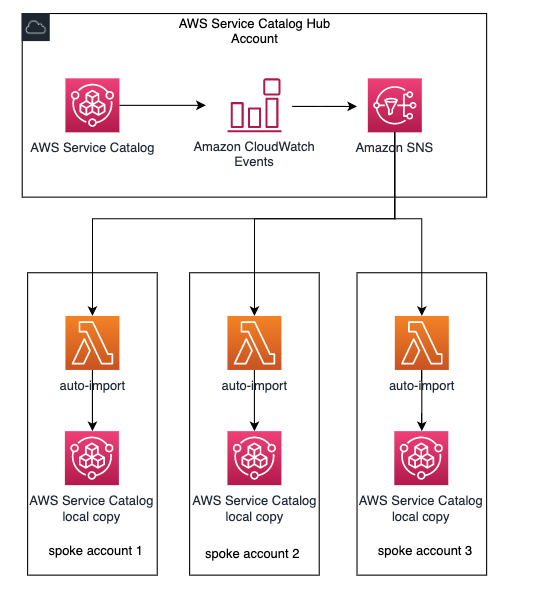 AWS Service Catalog Hub
Account
AWS Service Catalog
Amazon CloudWatch
Events
Amazon SNS
auto-import
auto-import
auto-import
AWS Service Catalog
local copy
AWS Service Catalog
local copy
AWS Service Catalog
local copy
spoke account 1
spoke account 2
spoke account 3